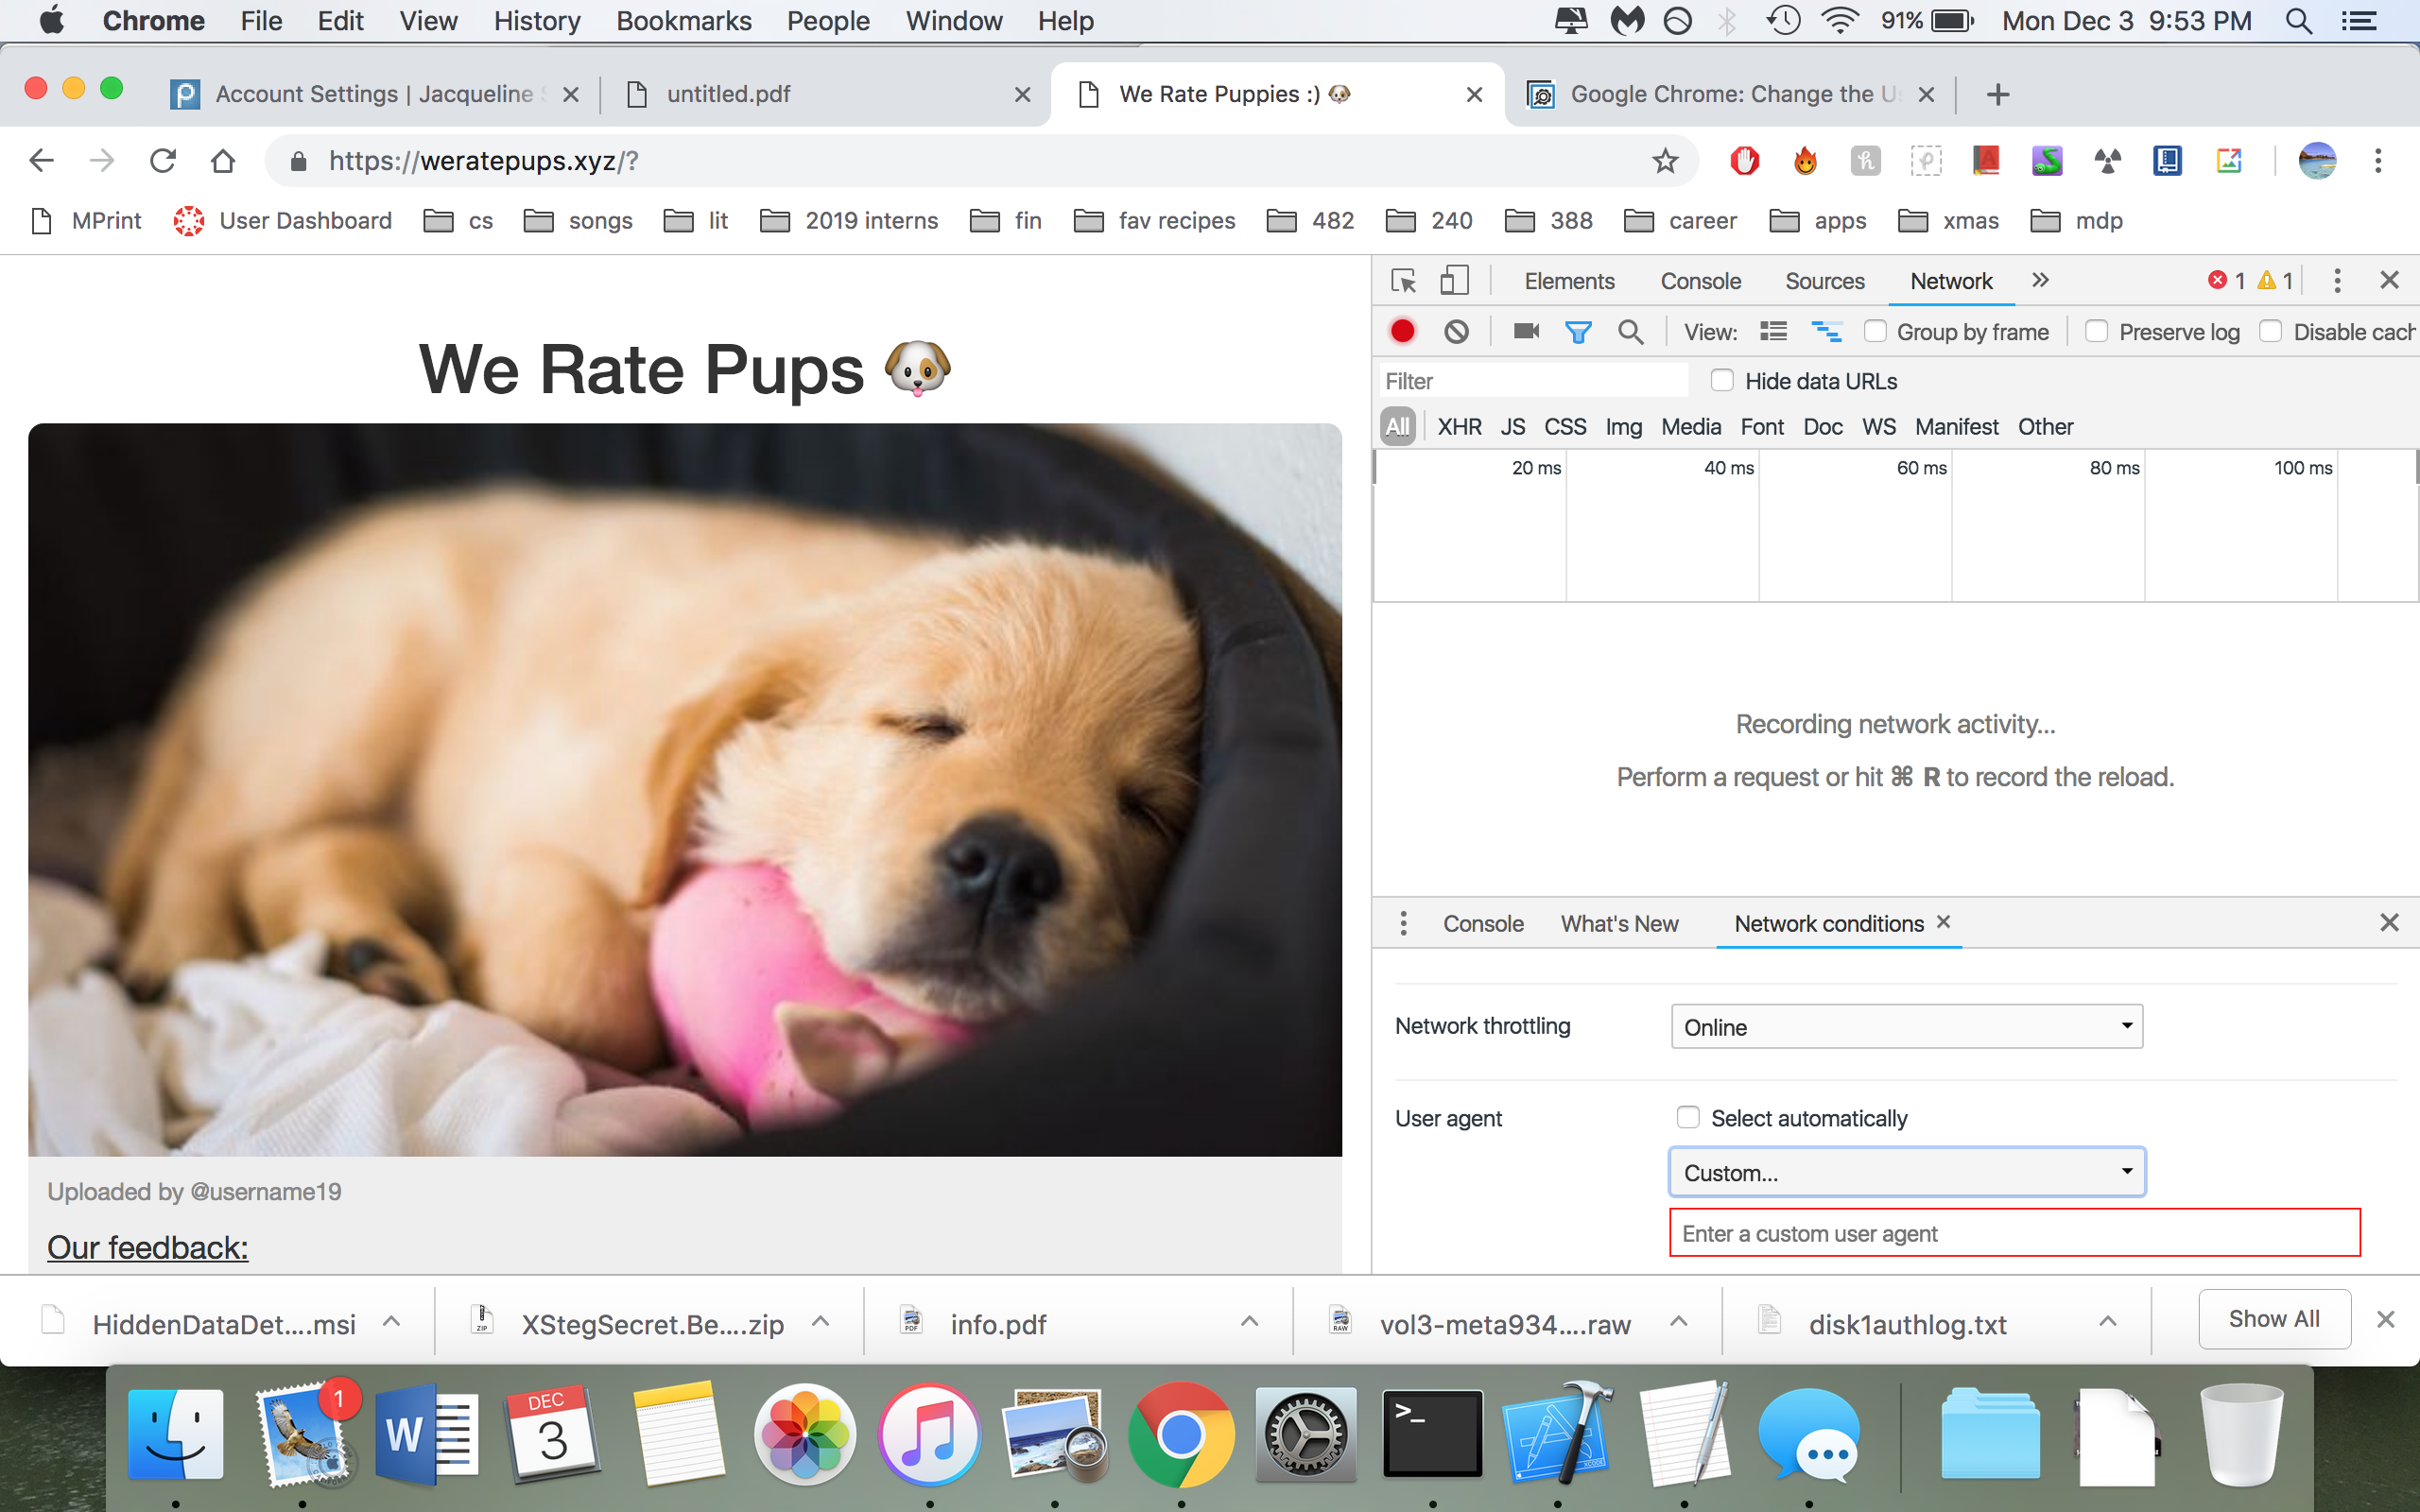 Chrome File Edit View History Bookmarks People Window Help 91% Mon Dec 3 9:53 PM
Account Settings | Jacqueline untitled.pdf We Rate Puppies :) 🐶 Google Chrome: Change the U
https://weratepups.xyz/?
MPrint User Dashboard cs songs lit 2019 interns fin fav recipes 482 240 388 career apps xmas mdp
We Rate Pups 🐶
Uploaded by @username19
Our feedback:
Elements Console Sources Network 1 1
View: Group by frame Preserve log Disable cach
Filter Hide data URLs
All XHR JS CSS Img Media Font Doc WS Manifest Other
20 ms 40 ms 60 ms 80 ms 100 ms
Recording network activity...
Perform a request or hit ⌘ R to record the reload.
Console What's New Network conditions
Network throttling Online
User agent Select automatically
Custom...
Enter a custom user agent
HiddenDataDet....msi XStegSecret.Be....zip info.pdf vol3-meta934....raw disk1authlog.txt Show All
ZIP PDF RAW
1 W DEC 3 >_